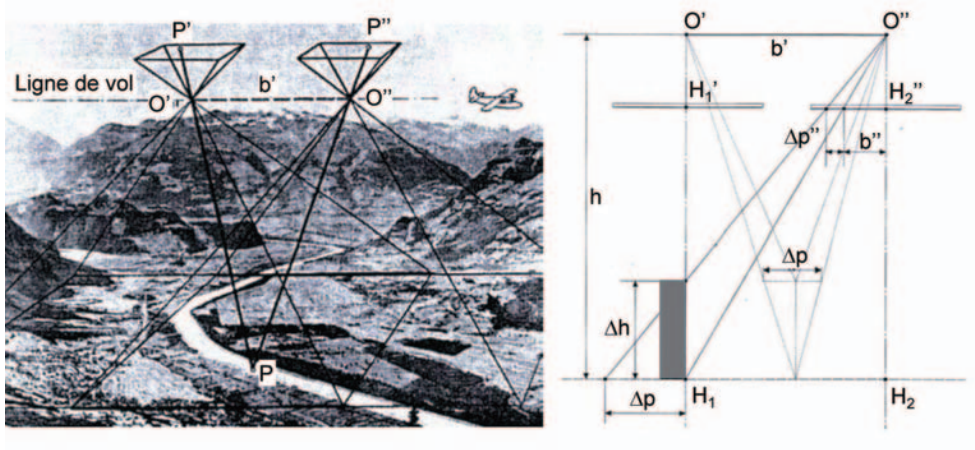 P' P''
Ligne de vol b'
O' O''
P
O' O''
b'
H₁' H₂''
Δp'' b''
h
Δp
Δh
H₁ H₂
Δp